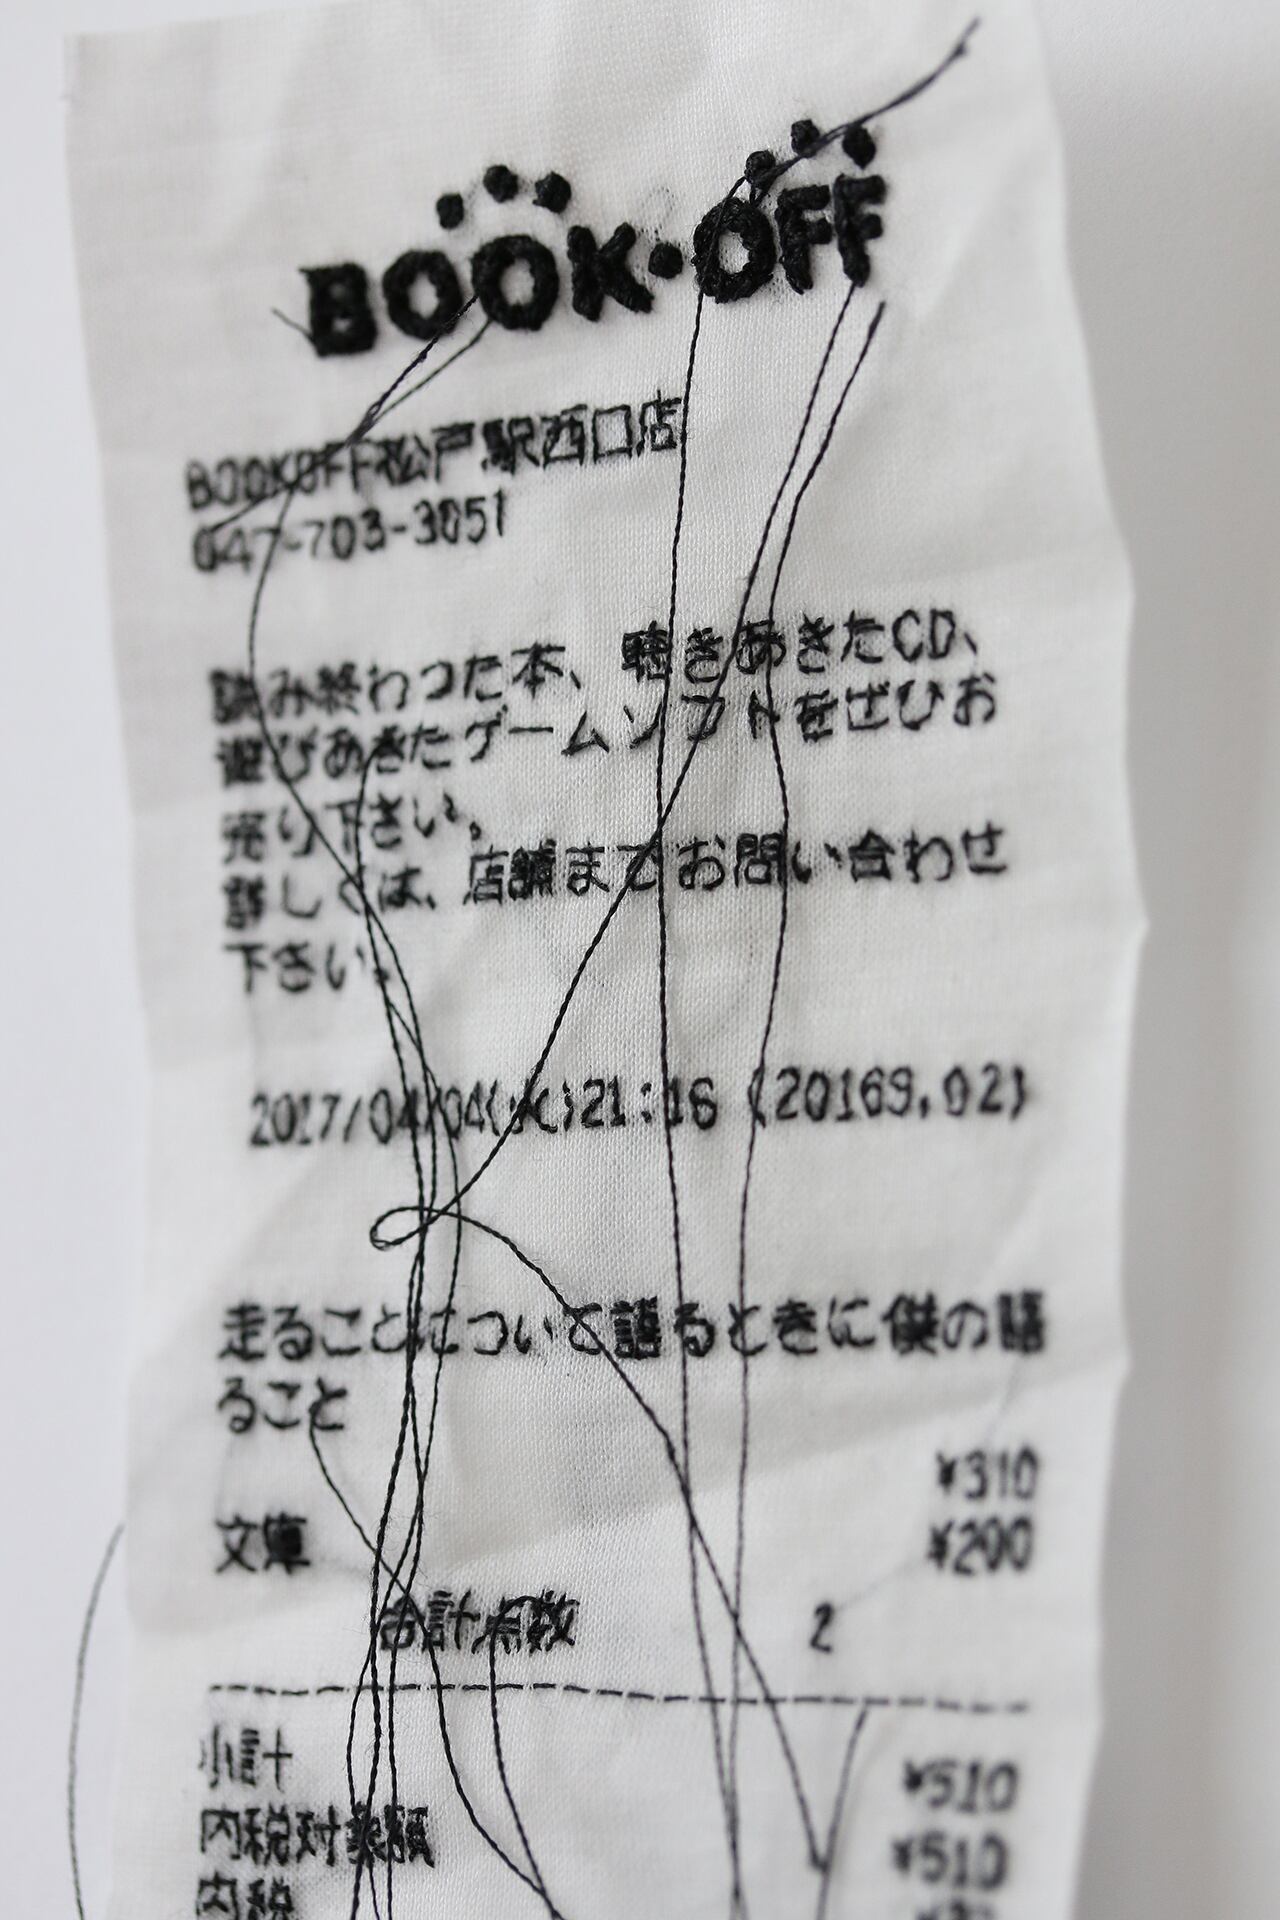 BOOK・OFF
BOOKOFF松戸駅西口店
047-703-3051
読み終わった本、聴きあきたCD、
遊びあきたゲームソフトをぜひお
売り下さい。
詳しくは、店舗までお問い合わせ
下さい。
2017/04/04(火)21:16 (20169.02)
走ることについて語るときに僕の語
ること
¥310
文庫 ¥200
合計点数 2
小計 ¥510
内税対象額 ¥510
内税